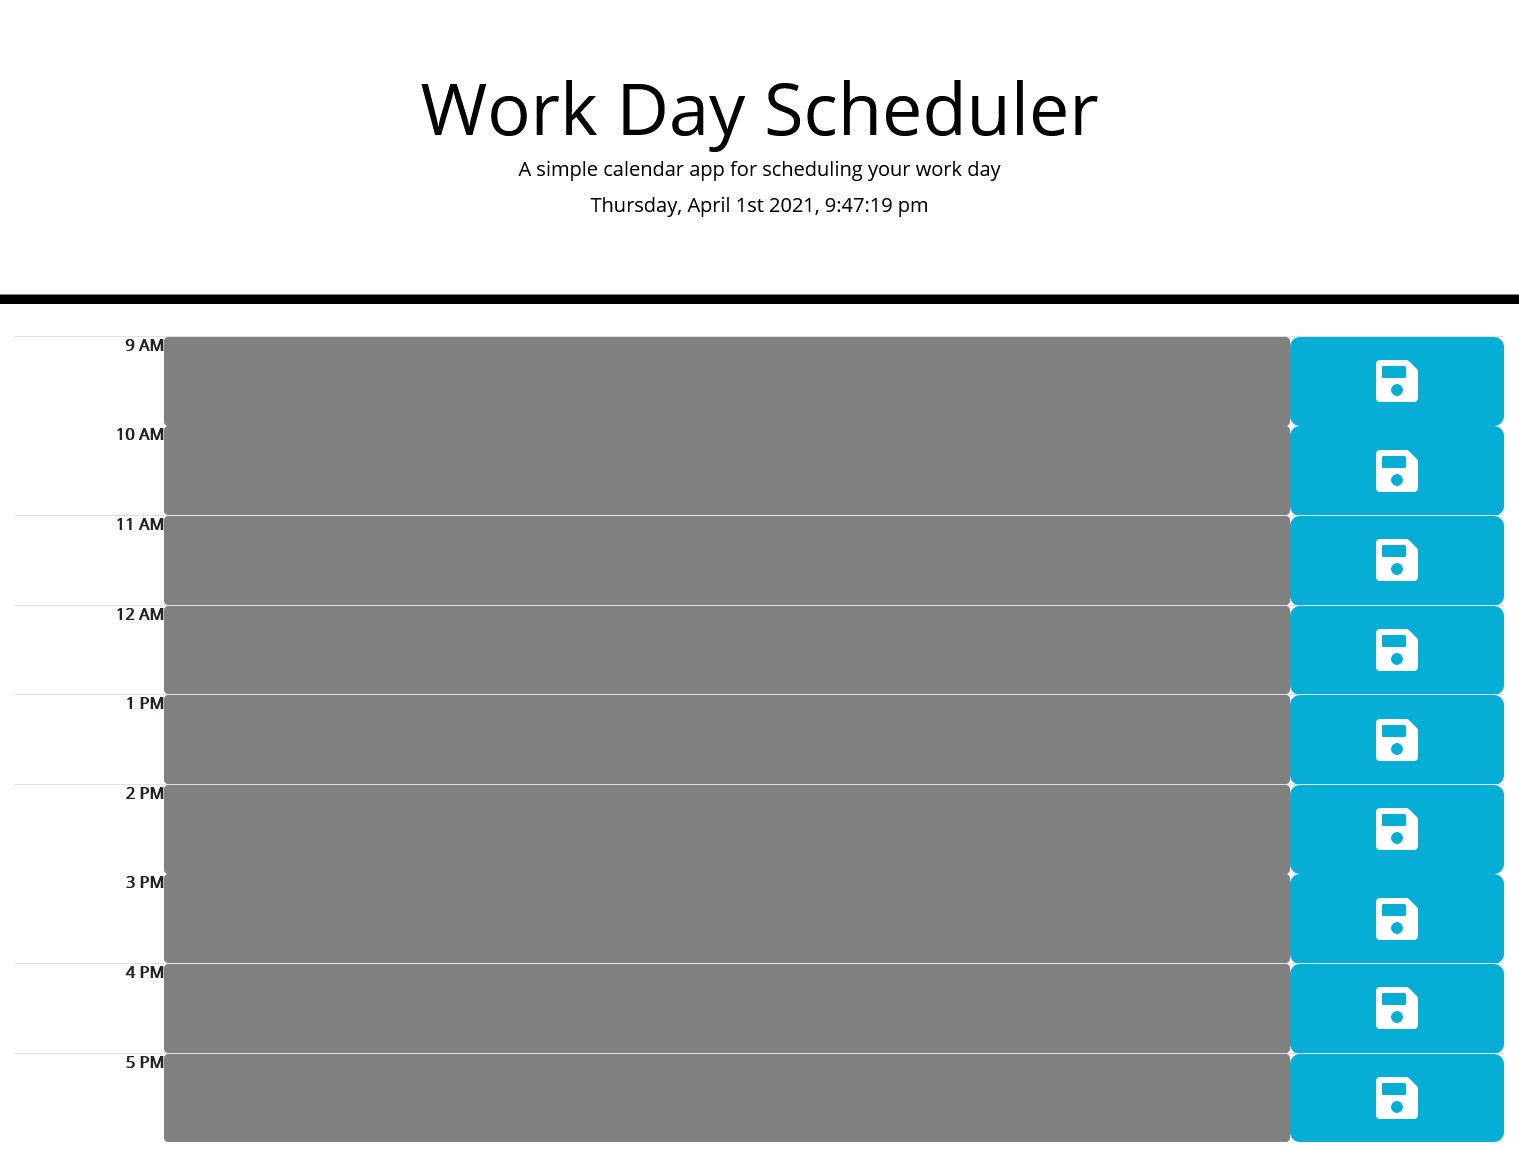 Work Day Scheduler
A simple calendar app for scheduling your work day
Thursday, April 1st 2021, 9:47:19 pm
9 AM
10 AM
11 AM
12 AM
1 PM
2 PM
3 PM
4 PM
5 PM